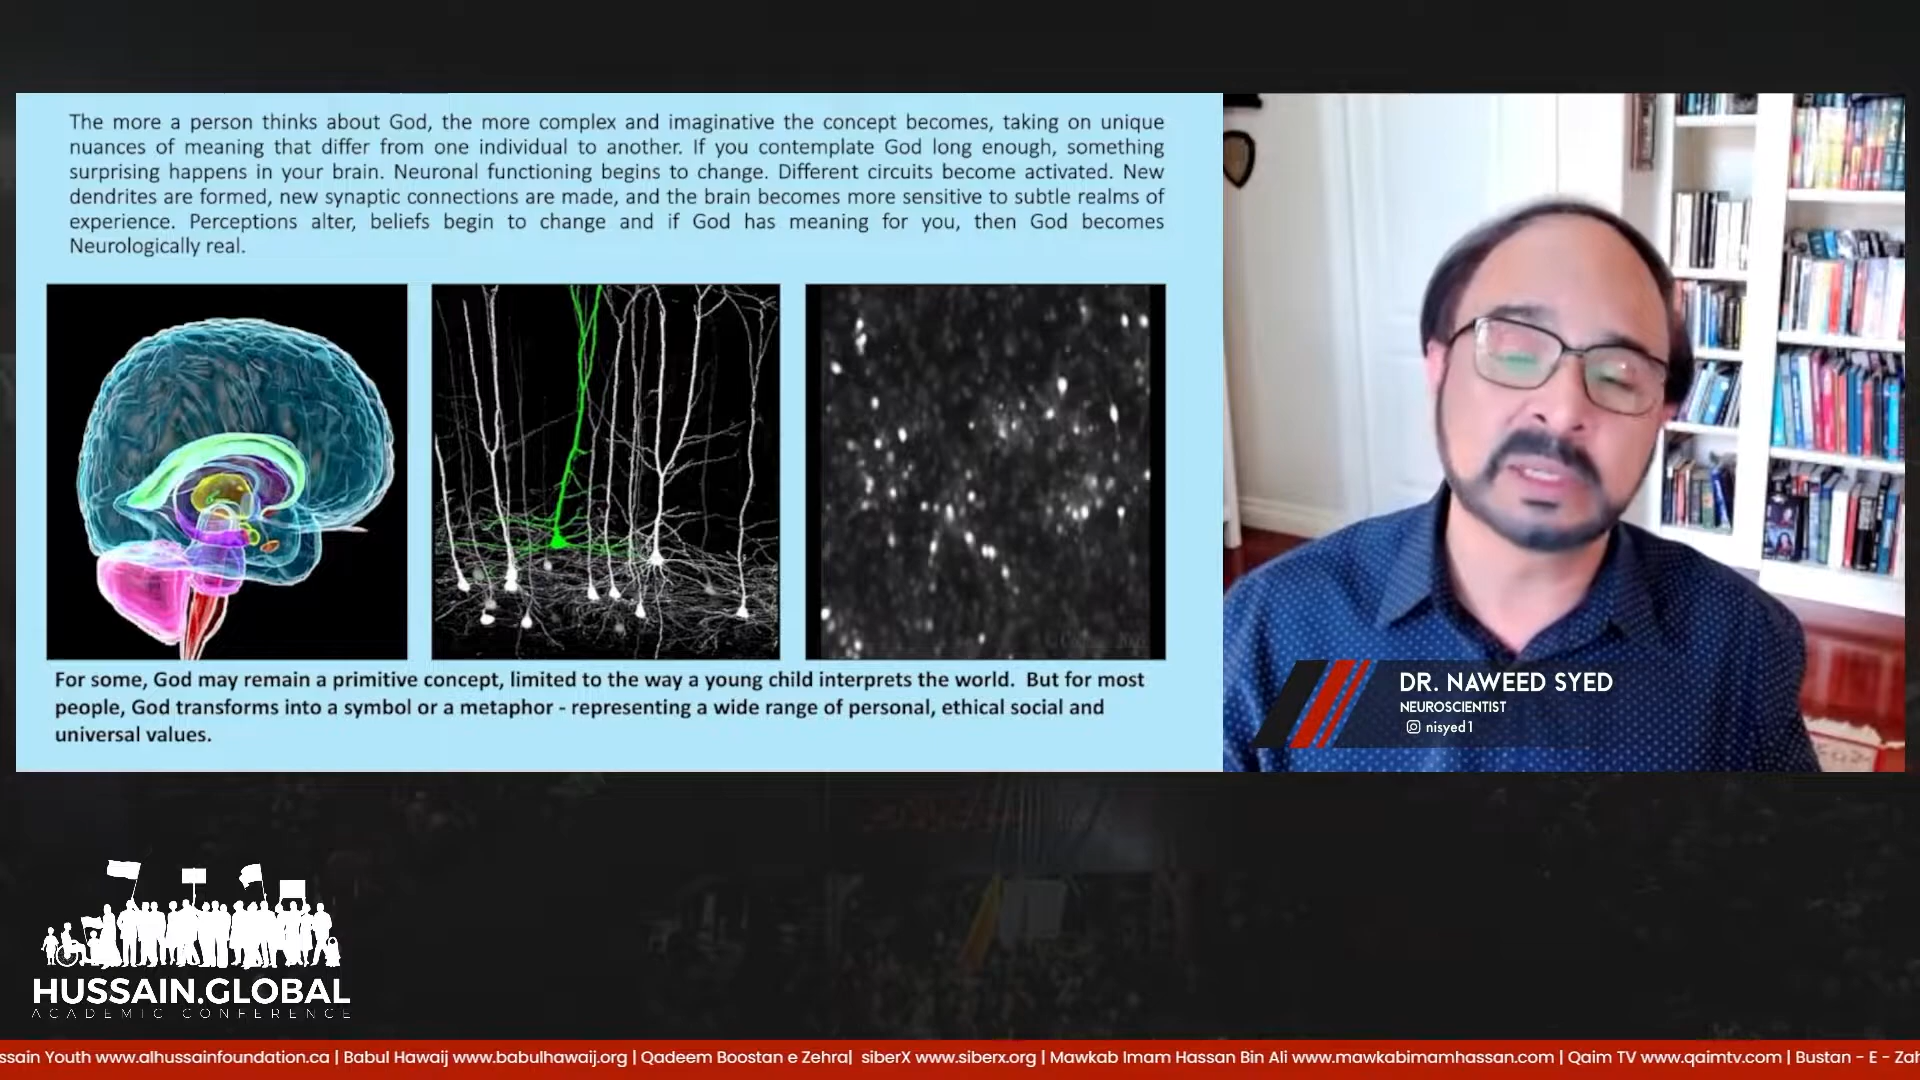 The more a person thinks about God, the more complex and imaginative the concept becomes, taking on unique
nuances of meaning that differ from one individual to another. If you contemplate God long enough, something
surprising happens in your brain. Neuronal functioning begins to change. Different circuits become activated. New
dendrites are formed, new synaptic connections are made, and the brain becomes more sensitive to subtle realms of
experience. Perceptions alter, beliefs begin to change and if God has meaning for you, then God becomes
Neurologically real.
For some, God may remain a primitive concept, limited to the way a young child interprets the world. But for most
people, God transforms into a symbol or a metaphor - representing a wide range of personal, ethical social and
universal values.
DR. NAWEED SYED
NEUROSCIENTIST
nisyed1
HUSSAIN.GLOBAL
ACADEMIC CONFERENCE
ssain Youth www.alhussainfoundation.ca | Babul Hawaij www.babulhawaij.org | Qadeem Boostan e Zehra| siberX www.siberx.org | Mawkab Imam Hassan Bin Ali www.mawkabimamhassan.com | Qaim TV www.qaimtv.com | Bustan - E - Zah